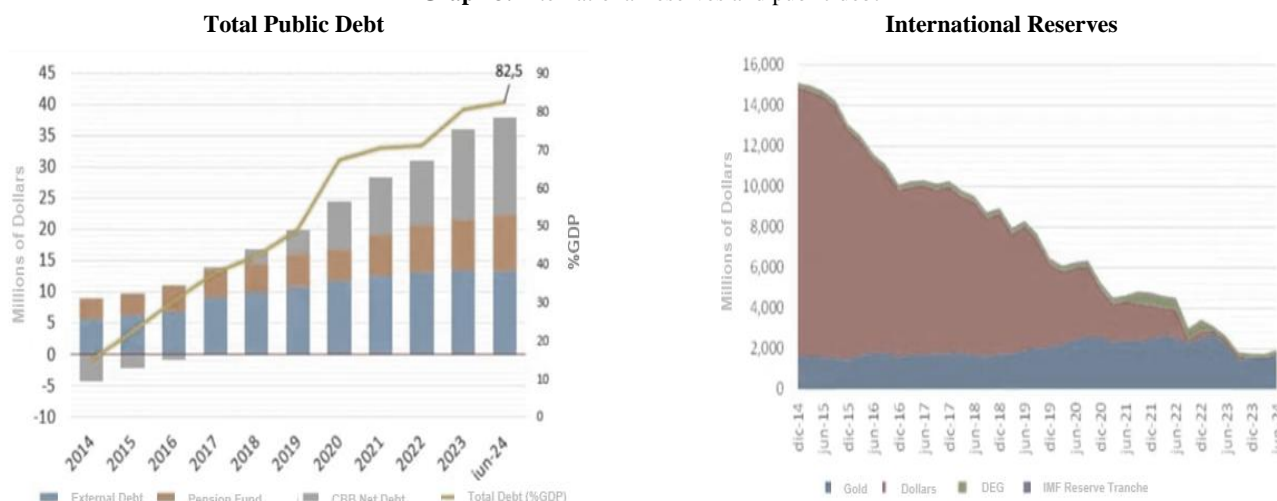 Total Public Debt
International Reserves
45
40
35
30
25
20
15
10
5
0
-5
-10
Millions of Dollars
82,5
90
80
70
60
50
40
30
20
10
0
%GDP
2014
2015
2016
2017
2018
2019
2020
2021
2022
2023
jun-24
External Debt
Pension Fund
CBB Net Debt
Total Debt (%GDP)
16,000
14,000
12,000
10,000
8,000
6,000
4,000
2,000
0
Millions of Dollars
dic-14
jun-15
dic-15
jun-16
dic-16
jun-17
dic-17
jun-18
dic-18
jun-19
dic-19
jun-20
dic-20
jun-21
dic-21
jun-22
dic-22
jun-23
dic-23
Gold
Dollars
DEG
IMF Reserve Tranche